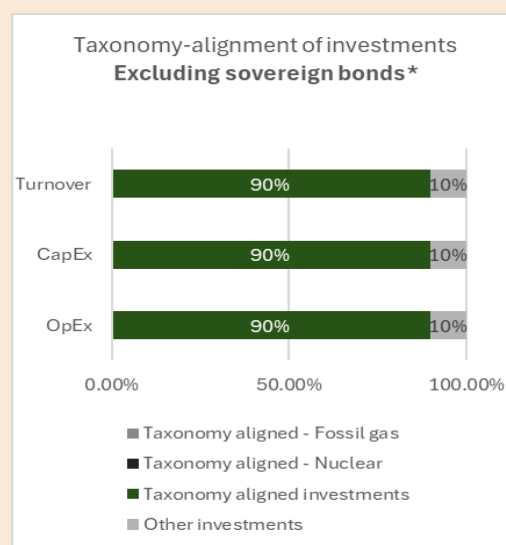 Taxonomy-alignment of investments
Excluding sovereign bonds*
Turnover 90% 10%
CapEx 90% 10%
OpEx 90% 10%
0.00% 50.00% 100.00%
Taxonomy aligned - Fossil gas
Taxonomy aligned - Nuclear
Taxonomy aligned investments
Other investments